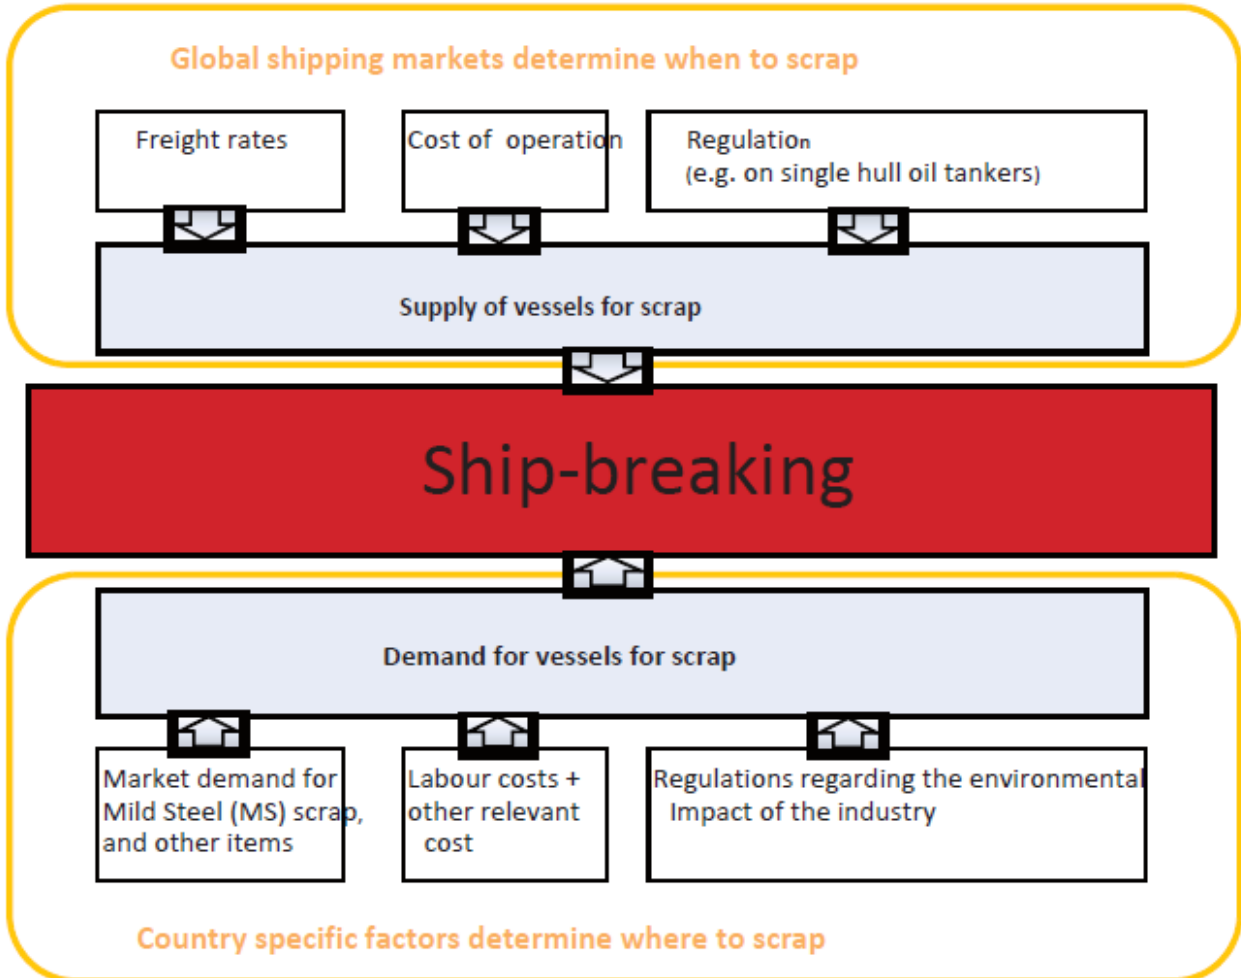 Global shipping markets determine when to scrap
Freight rates
Cost of operation
Regulation
(e.g. on single hull oil tankers)
Supply of vessels for scrap
Ship-breaking
Demand for vessels for scrap
Market demand for
Mild Steel (MS) scrap,
and other items
Labour costs +
other relevant
cost
Regulations regarding the environmental
Impact of the industry
Country specific factors determine where to scrap